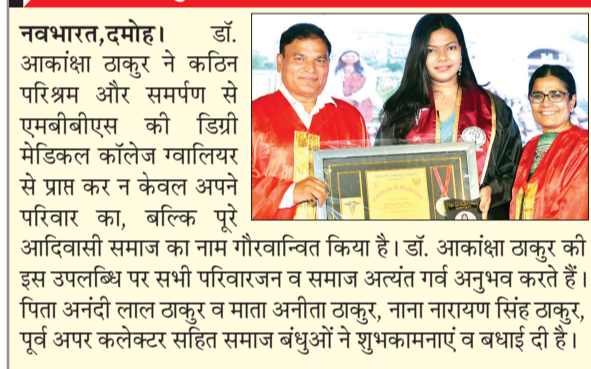 नवभारत,दमोह। डॉ.
आकांक्षा ठाकुर ने कठिन
परिश्रम और समर्पण से
एमबीबीएस की डिग्री
मेडिकल कॉलेज ग्वालियर
से प्राप्त कर न केवल अपने
परिवार का, बल्कि पूरे
आदिवासी समाज का नाम गौरवान्वित किया है। डॉ. आकांक्षा ठाकुर की
इस उपलब्धि पर सभी परिवारजन व समाज अत्यंत गर्व अनुभव करते हैं।
पिता अनंदी लाल ठाकुर व माता अनीता ठाकुर, नाना नारायण सिंह ठाकुर,
पूर्व अपर कलेक्टर सहित समाज बंधुओं ने शुभकामनाएं व बधाई दी है।